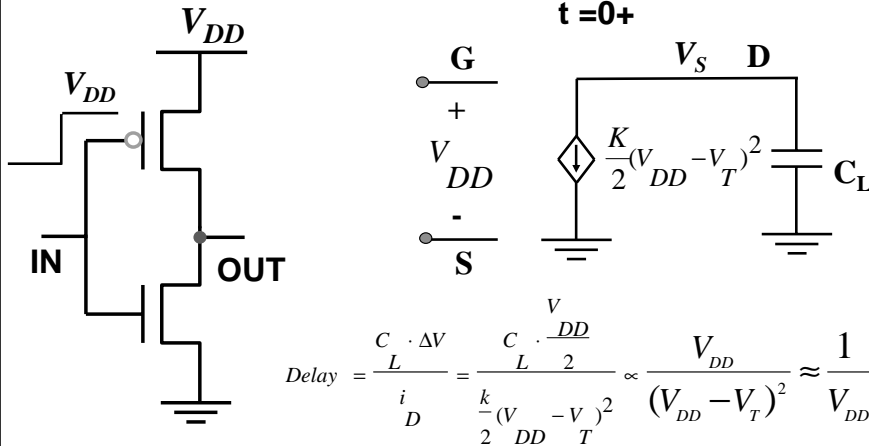 t =0+
V_DD
V_DD
IN
OUT
G
+
V_DD
-
S
V_S D
K/2 (V_DD − V_T)^2
C_L
Delay = (C_L · ΔV) / i_D = (C_L · V_DD/2) / (k/2 (V_DD − V_T)^2) ∝ V_DD / (V_DD − V_T)^2 ≈ 1 / V_DD